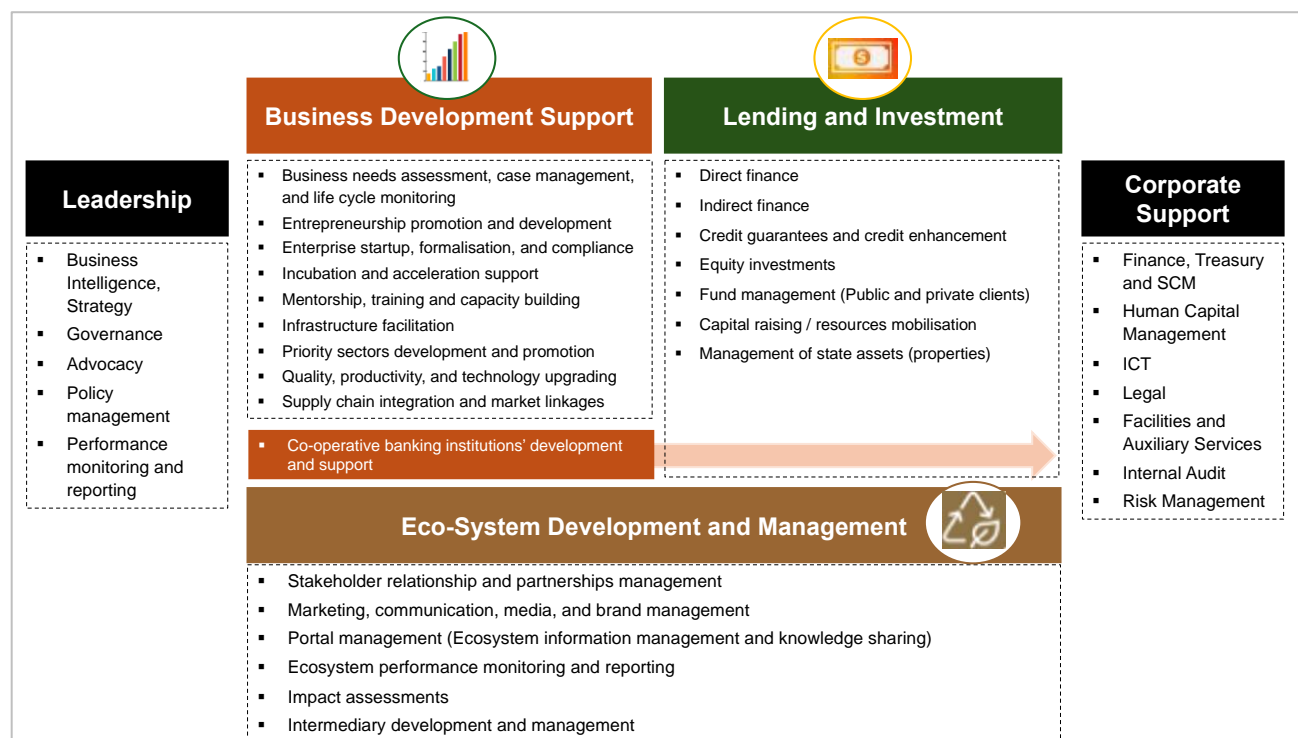 Business Development Support
Lending and Investment
Leadership
Corporate
Support
▪ Business needs assessment, case management,
and life cycle monitoring
▪ Entrepreneurship promotion and development
▪ Enterprise startup, formalisation, and compliance
▪ Incubation and acceleration support
▪ Mentorship, training and capacity building
▪ Infrastructure facilitation
▪ Priority sectors development and promotion
▪ Quality, productivity, and technology upgrading
▪ Supply chain integration and market linkages
▪ Co-operative banking institutions’ development
and support
▪ Direct finance
▪ Indirect finance
▪ Credit guarantees and credit enhancement
▪ Equity investments
▪ Fund management (Public and private clients)
▪ Capital raising / resources mobilisation
▪ Management of state assets (properties)
▪ Business
Intelligence,
Strategy
▪ Governance
▪ Advocacy
▪ Policy
management
▪ Performance
monitoring and
reporting
▪ Finance, Treasury
and SCM
▪ Human Capital
Management
▪ ICT
▪ Legal
▪ Facilities and
Auxiliary Services
▪ Internal Audit
▪ Risk Management
Eco-System Development and Management
▪ Stakeholder relationship and partnerships management
▪ Marketing, communication, media, and brand management
▪ Portal management (Ecosystem information management and knowledge sharing)
▪ Ecosystem performance monitoring and reporting
▪ Impact assessments
▪ Intermediary development and management